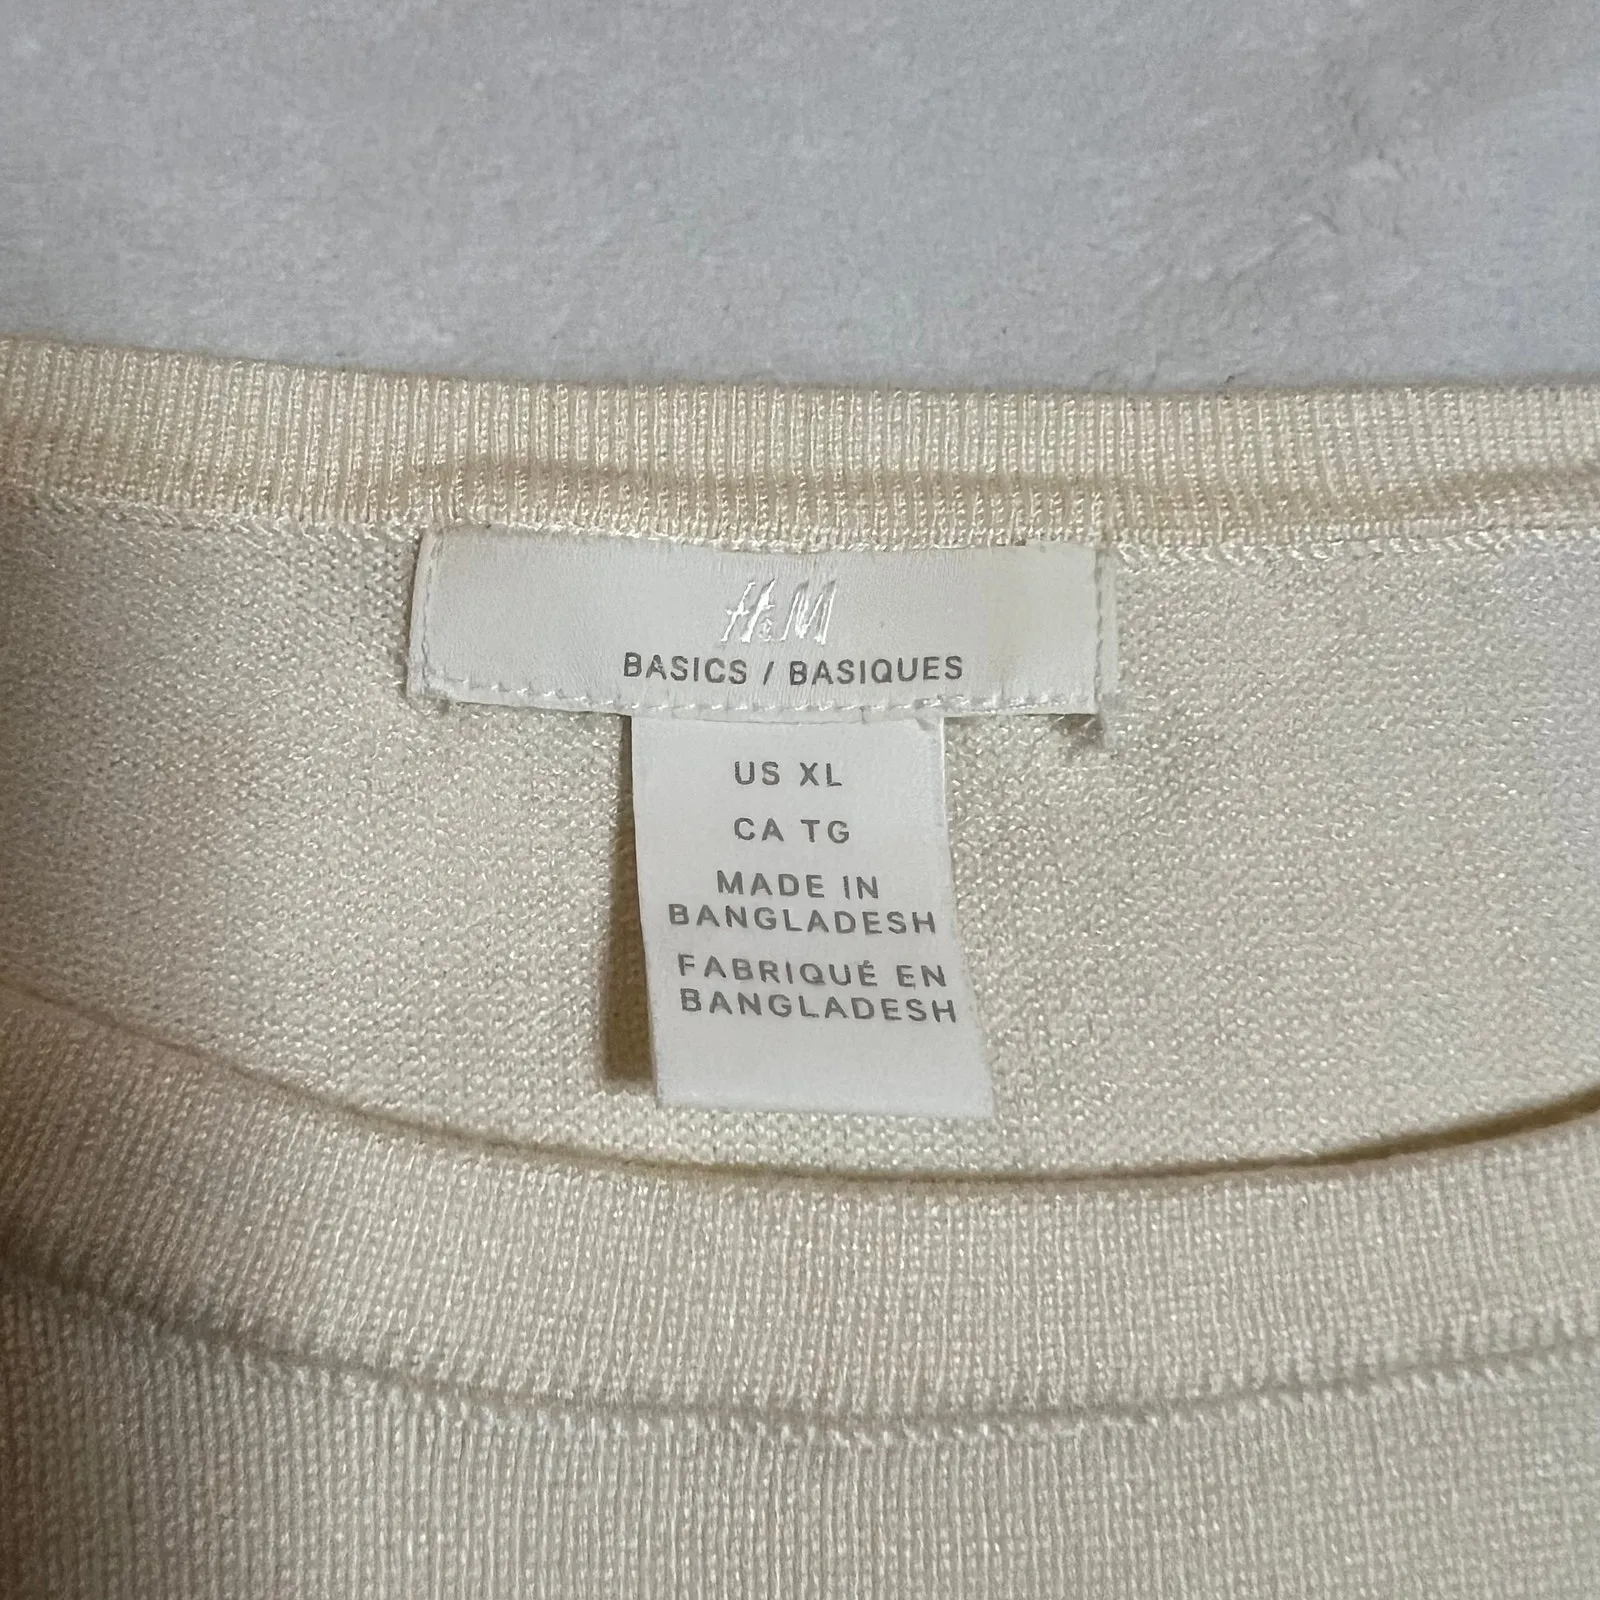 H&M
BASICS / BASIQUES
US XL
CA TG
MADE IN
BANGLADESH
FABRIQUÉ EN
BANGLADESH